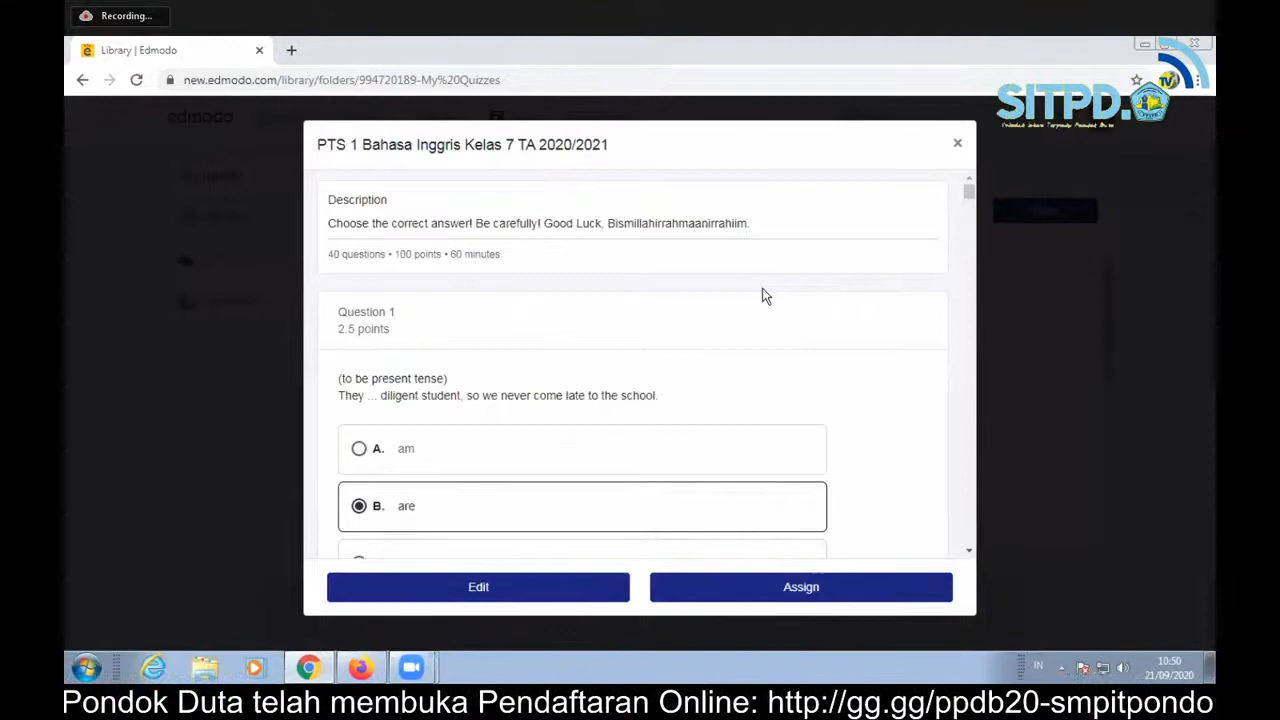 Recording...
Library | Edmodo
new.edmodo.com/library/folders/994720189-My%20Quizzes
SITPD.
edmodo
PTS 1 Bahasa Inggris Kelas 7 TA 2020/2021
Description
Choose the correct answer! Be carefully! Good Luck, Bismillahirrahmaanirrahiim.
40 questions • 100 points • 60 minutes
Question 1
2.5 points
(to be present tense)
They ... diligent student, so we never come late to the school.
A. am
B. are
Edit
Assign
IN
10:50
21/09/2020
Pondok Duta telah membuka Pendaftaran Online: http://gg.gg/ppdb20-smpitpondo